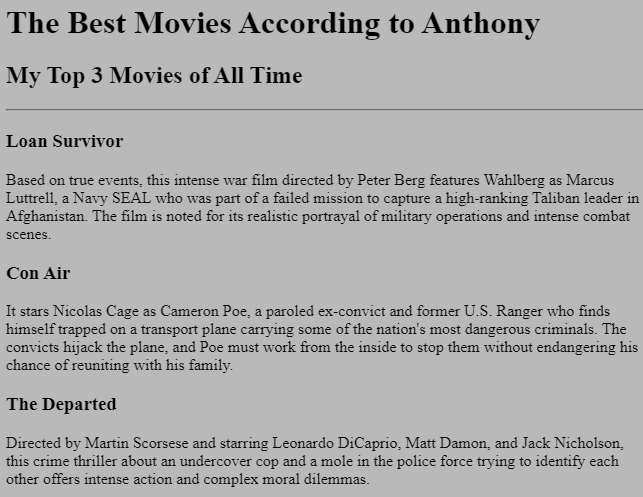 The Best Movies According to Anthony
My Top 3 Movies of All Time
Loan Survivor
Based on true events, this intense war film directed by Peter Berg features Wahlberg as Marcus
Luttrell, a Navy SEAL who was part of a failed mission to capture a high-ranking Taliban leader in
Afghanistan. The film is noted for its realistic portrayal of military operations and intense combat
scenes.
Con Air
It stars Nicolas Cage as Cameron Poe, a paroled ex-convict and former U.S. Ranger who finds
himself trapped on a transport plane carrying some of the nation's most dangerous criminals. The
convicts hijack the plane, and Poe must work from the inside to stop them without endangering his
chance of reuniting with his family.
The Departed
Directed by Martin Scorsese and starring Leonardo DiCaprio, Matt Damon, and Jack Nicholson,
this crime thriller about an undercover cop and a mole in the police force trying to identify each
other offers intense action and complex moral dilemmas.